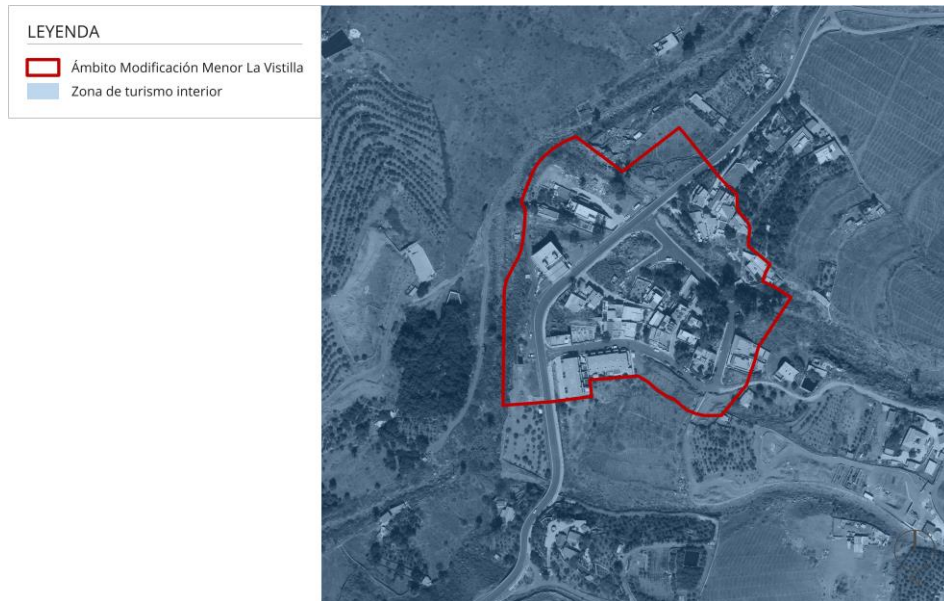 LEYENDA
Ámbito Modificación Menor La Vistilla
Zona de turismo interior